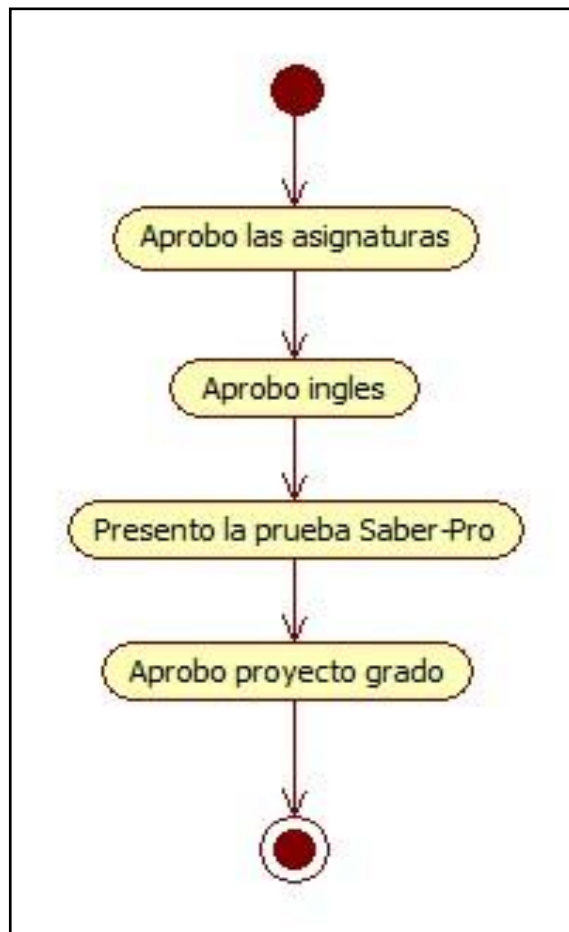 Aprobo las asignaturas
Aprobo ingles
Presento la prueba Saber-Pro
Aprobo proyecto grado